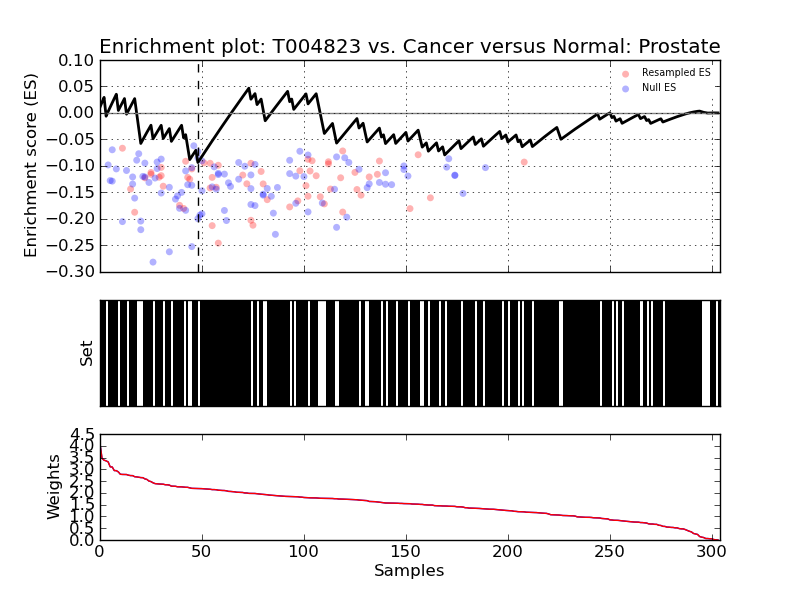 Enrichment plot: T004823 vs. Cancer versus Normal: Prostate
0.10
0.05
0.00
−0.05
−0.10
−0.15
−0.20
−0.25
−0.30
Enrichment score (ES)
Resampled ES
Null ES
Set
4.5
4.0
3.5
3.0
2.5
2.0
1.5
1.0
0.5
0.0
Weights
0 50 100 150 200 250 300
Samples